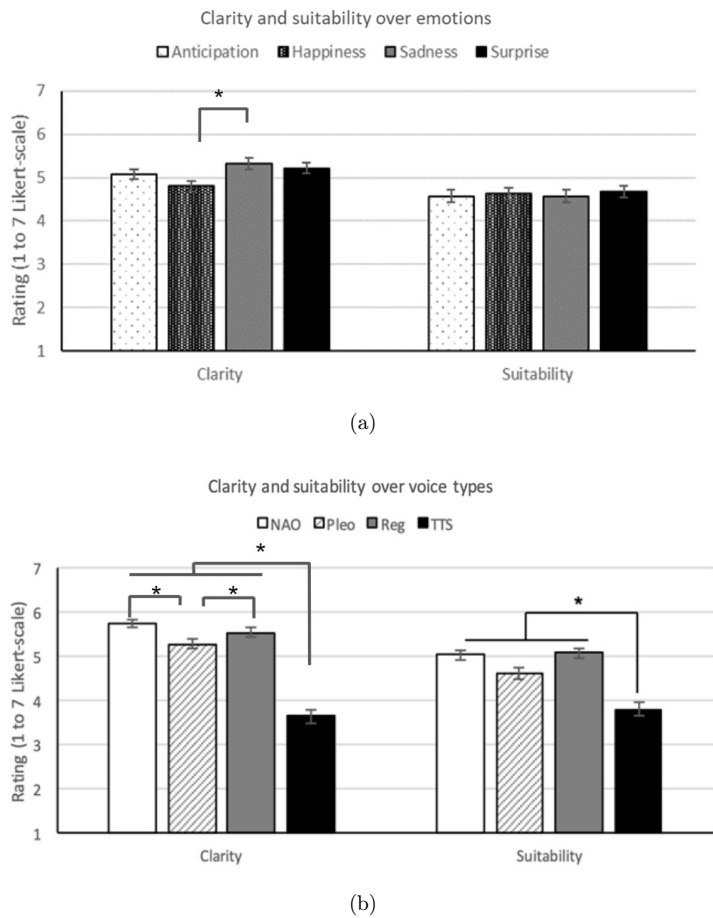 Clarity and suitability over emotions
Anticipation Happiness Sadness Surprise
Rating (1 to 7 Likert-scale)
7
6
5
4
3
2
1
*
Clarity Suitability
(a)
Clarity and suitability over voice types
NAO Pleo Reg TTS
Rating (1 to 7 Likert-scale)
7
6
5
4
3
2
1
*
* *
*
Clarity Suitability
(b)